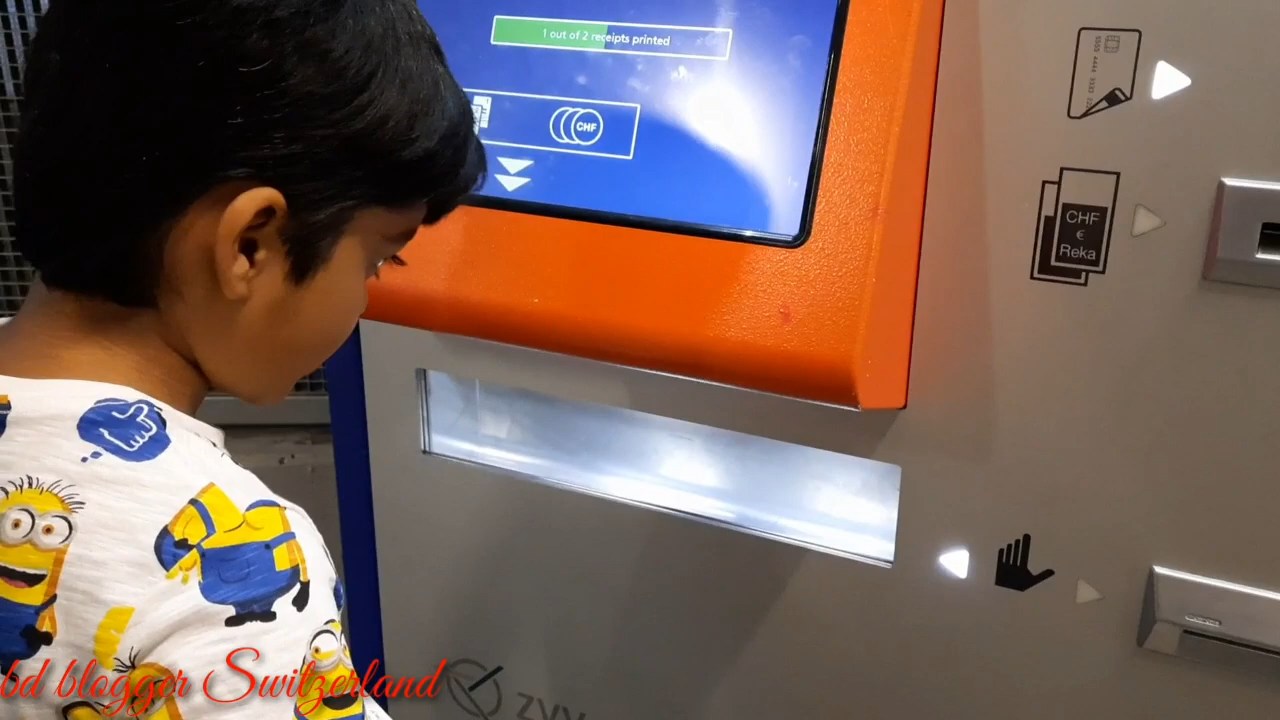 1 out of 2 receipts printed
CHF
CHF
€
Reka
bd blogger Switzerland
ZVV